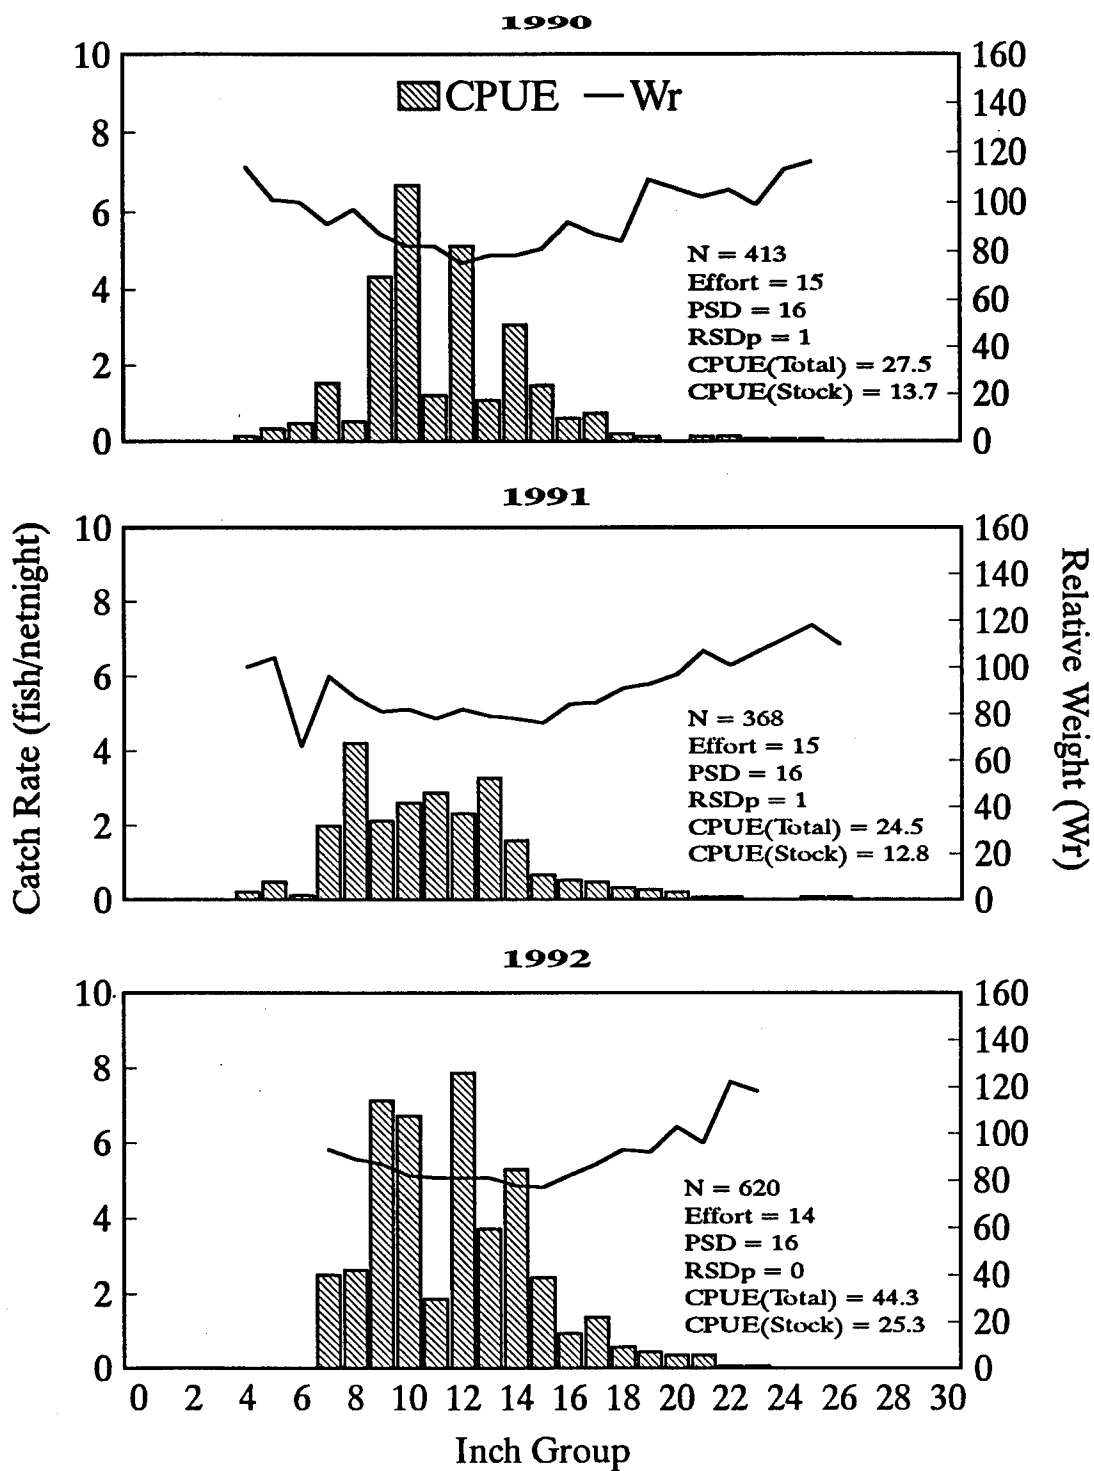 1990
CPUE — Wr
10
8
6
4
2
0
160
140
120
100
80
60
40
20
0
N = 413
Effort = 15
PSD = 16
RSDp = 1
CPUE(Total) = 27.5
CPUE(Stock) = 13.7
1991
10
8
6
4
2
0
160
140
120
100
80
60
40
20
0
N = 368
Effort = 15
PSD = 16
RSDp = 1
CPUE(Total) = 24.5
CPUE(Stock) = 12.8
Catch Rate (fish/netnight)
Relative Weight (Wr)
1992
10
8
6
4
2
0
160
140
120
100
80
60
40
20
0
N = 620
Effort = 14
PSD = 16
RSDp = 0
CPUE(Total) = 44.3
CPUE(Stock) = 25.3
0 2 4 6 8 10 12 14 16 18 20 22 24 26 28 30
Inch Group